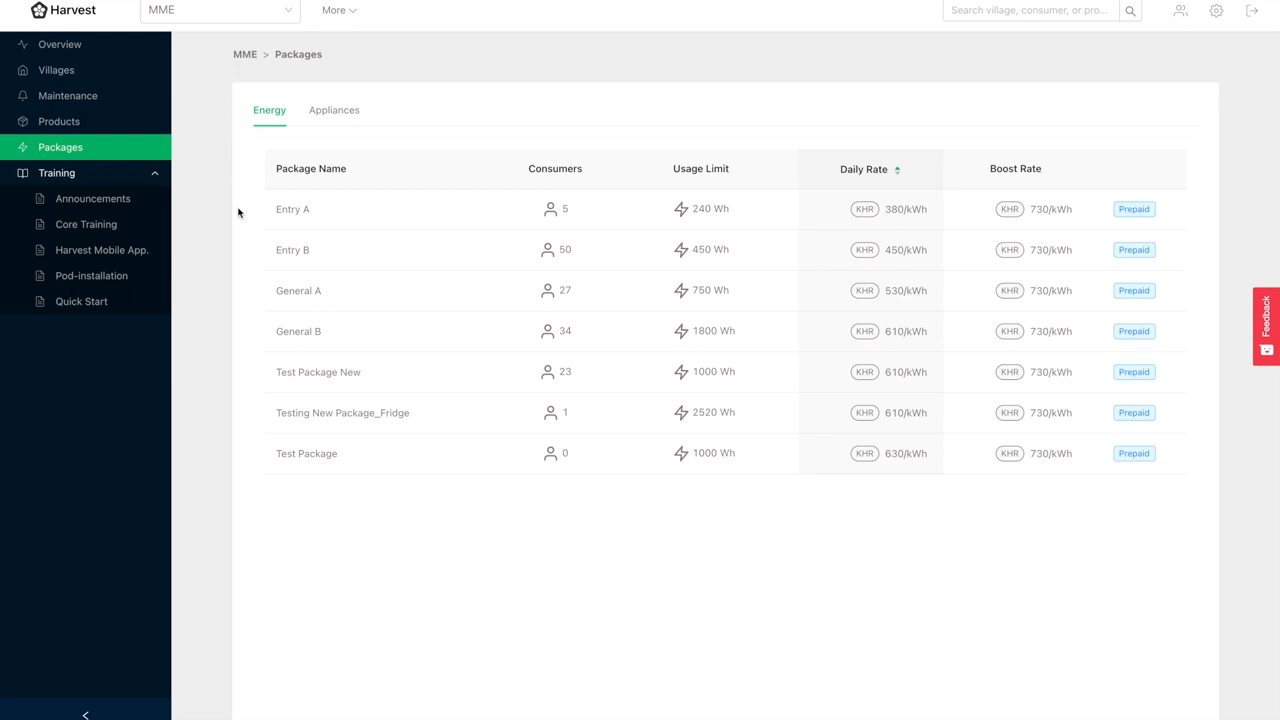 Harvest
MME
More
Search village, consumer, or pro...
Overview
Villages
Maintenance
Products
Packages
Training
Announcements
Core Training
Harvest Mobile App.
Pod-installation
Quick Start
MME > Packages
Energy Appliances
Package Name Consumers Usage Limit Daily Rate Boost Rate
Entry A 5 240 Wh KHR 380/kWh KHR 730/kWh Prepaid
Entry B 50 450 Wh KHR 450/kWh KHR 730/kWh Prepaid
General A 27 750 Wh KHR 530/kWh KHR 730/kWh Prepaid
General B 34 1800 Wh KHR 610/kWh KHR 730/kWh Prepaid
Test Package New 23 1000 Wh KHR 610/kWh KHR 730/kWh Prepaid
Testing New Package_Fridge 1 2520 Wh KHR 610/kWh KHR 730/kWh Prepaid
Test Package 0 1000 Wh KHR 630/kWh KHR 730/kWh Prepaid
Feedback